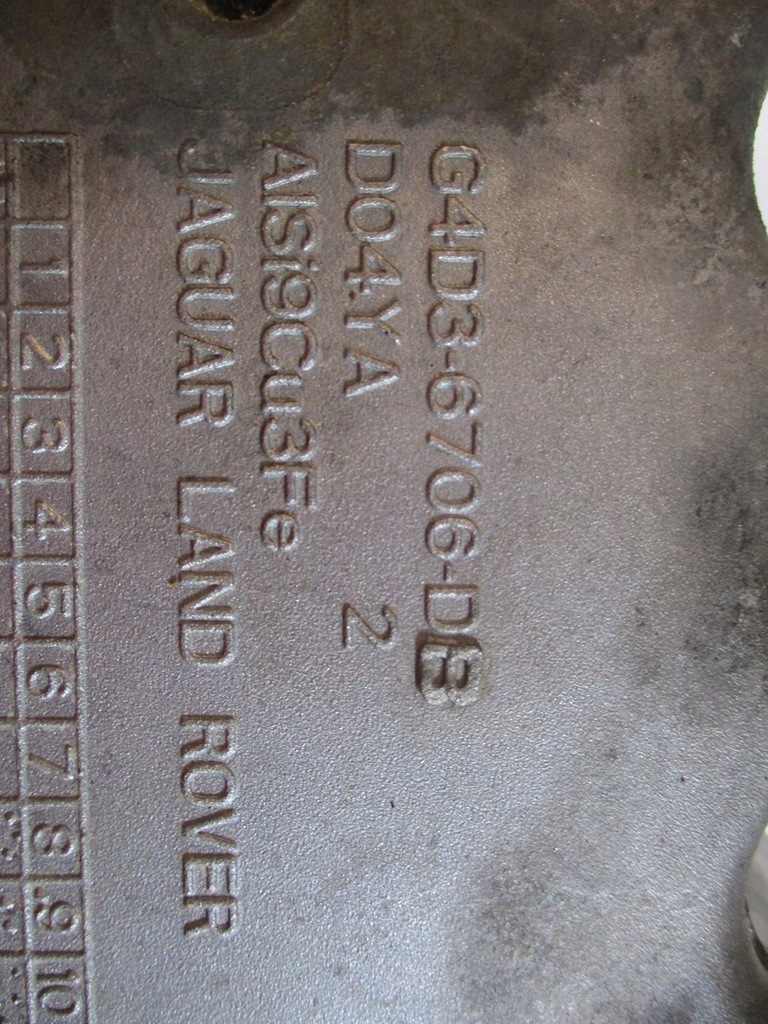 G4D3-6706-DB
D04YA 2
AlSi9Cu3Fe
JAGUAR LAND ROVER
1 2 3 4 5 6 7 8 9 10